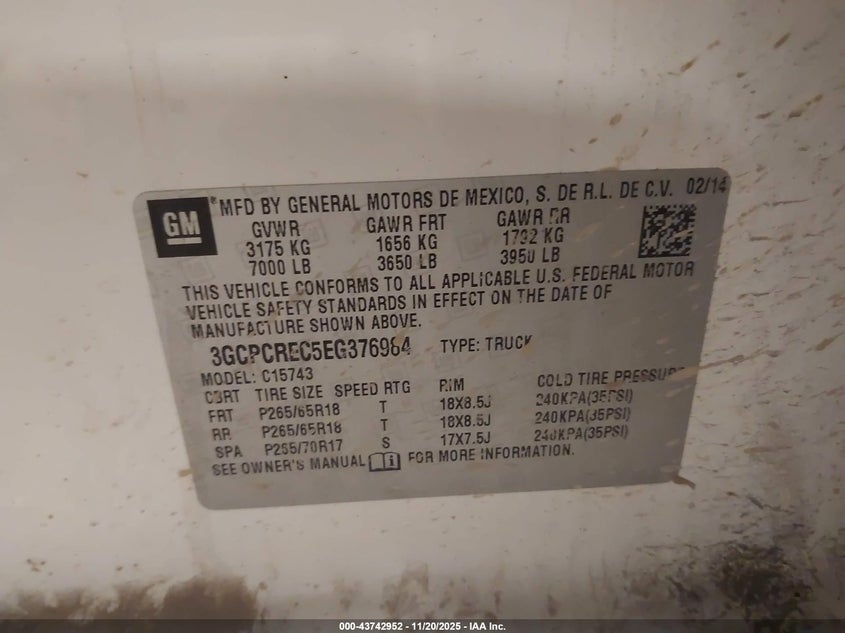 GM
*MFD BY GENERAL MOTORS DE MEXICO, S. DE R.L. DE C.V. 02/14
GVWR GAWR FRT GAWR RR
3175 KG 1656 KG 1792 KG
7000 LB 3650 LB 3950 LB
THIS VEHICLE CONFORMS TO ALL APPLICABLE U.S. FEDERAL MOTOR
VEHICLE SAFETY STANDARDS IN EFFECT ON THE DATE OF
MANUFACTURE SHOWN ABOVE.
3GCPCREC5EG376984 TYPE: TRUCK
MODEL: C15743
TIRE SIZE SPEED RTG RIM COLD TIRE PRESSURE
FRT P265/65R18 T 18X8.5J 240KPA(35PSI)
RR P265/65R18 T 18X8.5J 240KPA(35PSI)
SPA P255/70R17 S 17X7.5J 240KPA(35PSI)
SEE OWNER'S MANUAL FOR MORE INFORMATION.
000-43742952 - 11/20/2025 - IAA Inc.